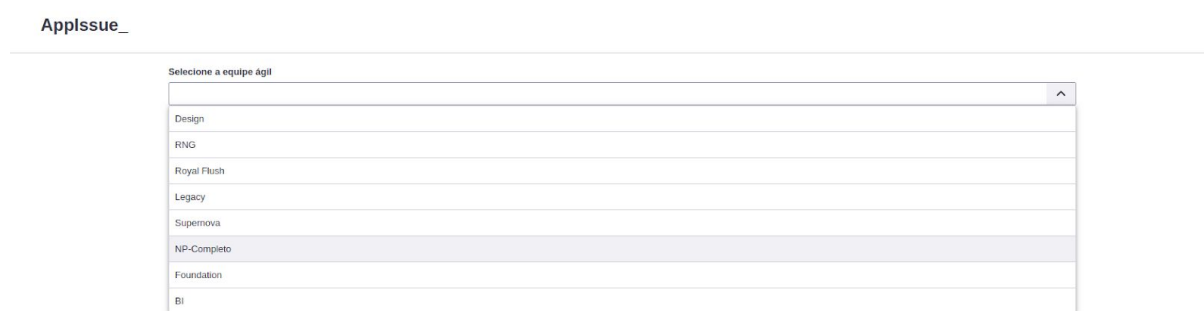 AppIssue_
Selecione a equipe ágil
Design
RNG
Royal Flush
Legacy
Supernova
NP-Completo
Foundation
BI